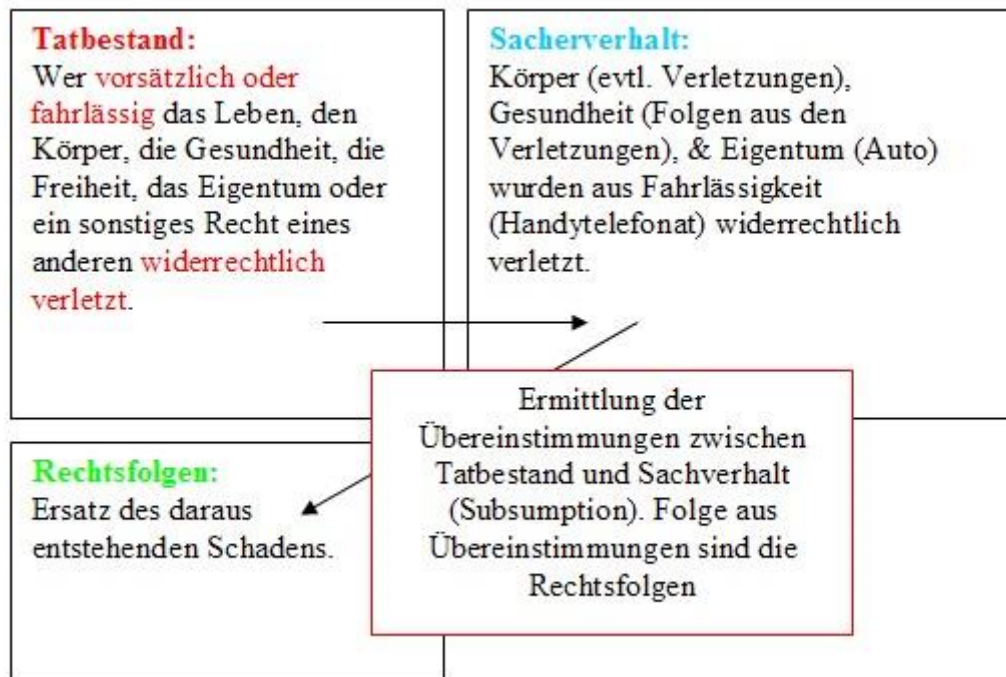 Tatbestand:
Wer vorsätzlich oder
fahrlässig das Leben, den
Körper, die Gesundheit, die
Freiheit, das Eigentum oder
ein sonstiges Recht eines
anderen widerrechtlich
verletzt.
Sacherverhalt:
Körper (evtl. Verletzungen),
Gesundheit (Folgen aus den
Verletzungen), & Eigentum (Auto)
wurden aus Fahrlässigkeit
(Handytelefonat) widerrechtlich
verletzt.
Ermittlung der
Übereinstimmungen zwischen
Tatbestand und Sachverhalt
(Subsumption). Folge aus
Übereinstimmungen sind die
Rechtsfolgen
Rechtsfolgen:
Ersatz des daraus
entstehenden Schadens.